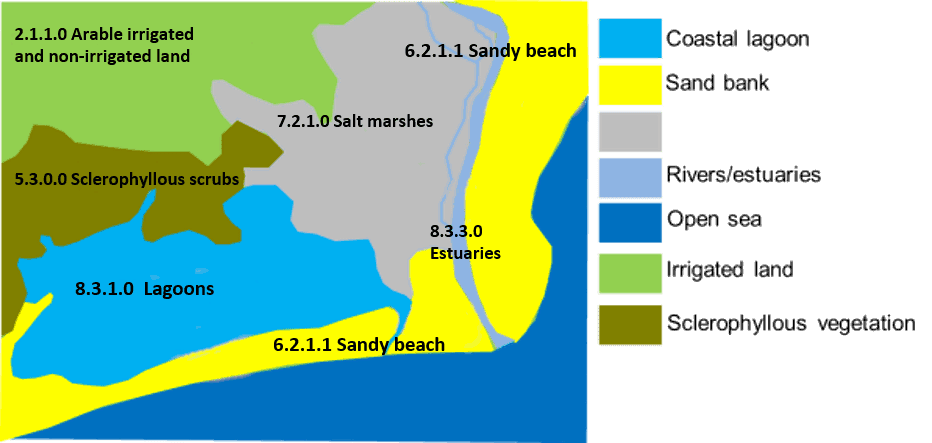 2.1.1.0 Arable irrigated
and non-irrigated land
6.2.1.1 Sandy beach
7.2.1.0 Salt marshes
5.3.0.0 Sclerophyllous scrubs
8.3.3.0
Estuaries
8.3.1.0 Lagoons
6.2.1.1 Sandy beach
Coastal lagoon
Sand bank
Rivers/estuaries
Open sea
Irrigated land
Sclerophyllous vegetation